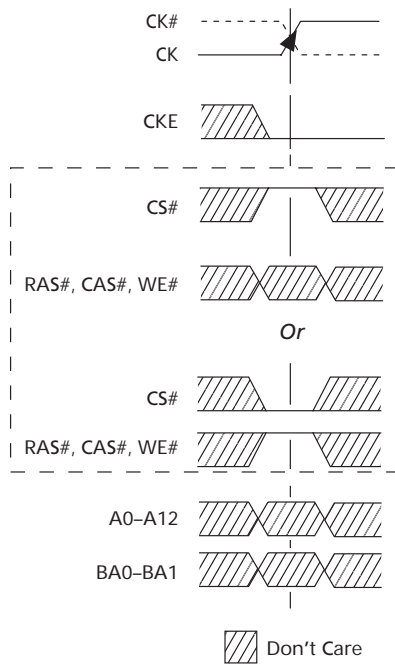 CK#
CK
CKE
CS#
RAS#, CAS#, WE#
Or
CS#
RAS#, CAS#, WE#
A0–A12
BA0–BA1
Don't Care